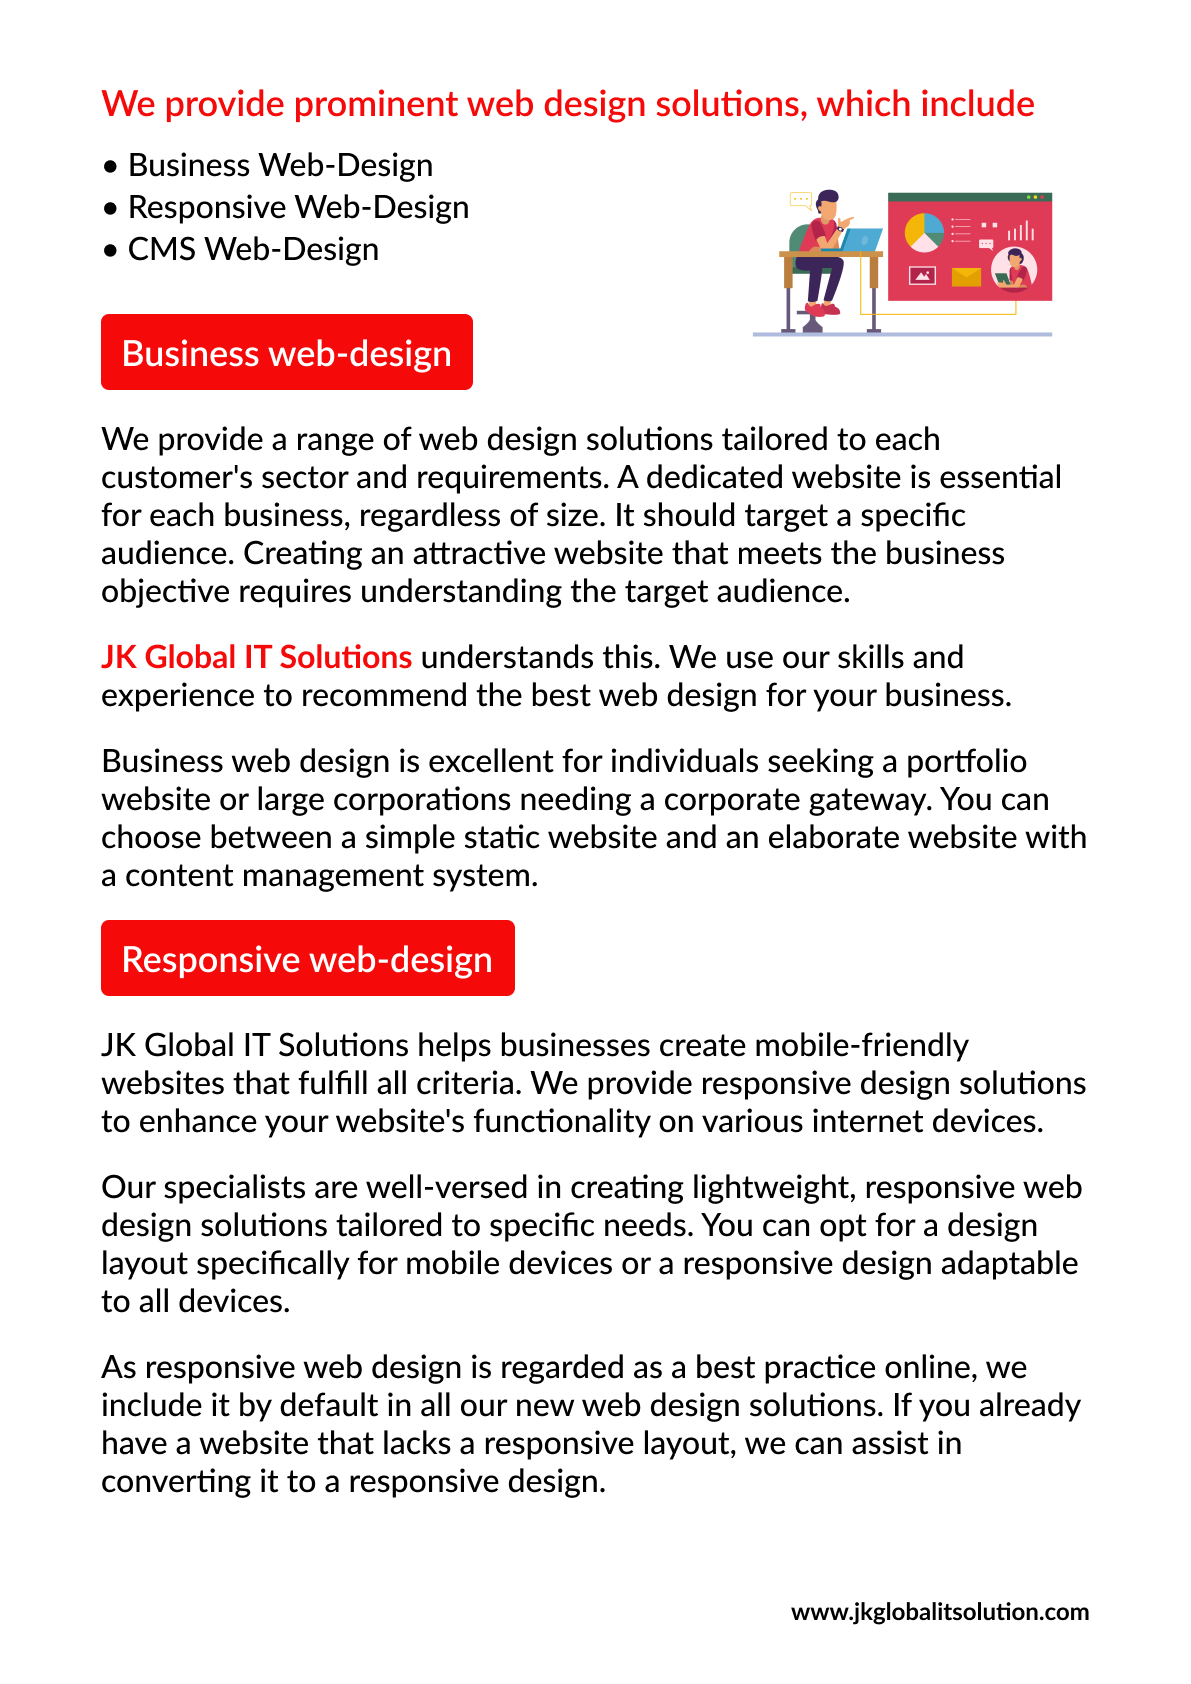 We provide prominent web design solutions, which include
• Business Web-Design
• Responsive Web-Design
• CMS Web-Design
Business web-design
We provide a range of web design solutions tailored to each
customer's sector and requirements. A dedicated website is essential
for each business, regardless of size. It should target a specific
audience. Creating an attractive website that meets the business
objective requires understanding the target audience.
JK Global IT Solutions understands this. We use our skills and
experience to recommend the best web design for your business.
Business web design is excellent for individuals seeking a portfolio
website or large corporations needing a corporate gateway. You can
choose between a simple static website and an elaborate website with
a content management system.
Responsive web-design
JK Global IT Solutions helps businesses create mobile-friendly
websites that fulfill all criteria. We provide responsive design solutions
to enhance your website's functionality on various internet devices.
Our specialists are well-versed in creating lightweight, responsive web
design solutions tailored to specific needs. You can opt for a design
layout specifically for mobile devices or a responsive design adaptable
to all devices.
As responsive web design is regarded as a best practice online, we
include it by default in all our new web design solutions. If you already
have a website that lacks a responsive layout, we can assist in
converting it to a responsive design.
www.jkglobalitsolution.com